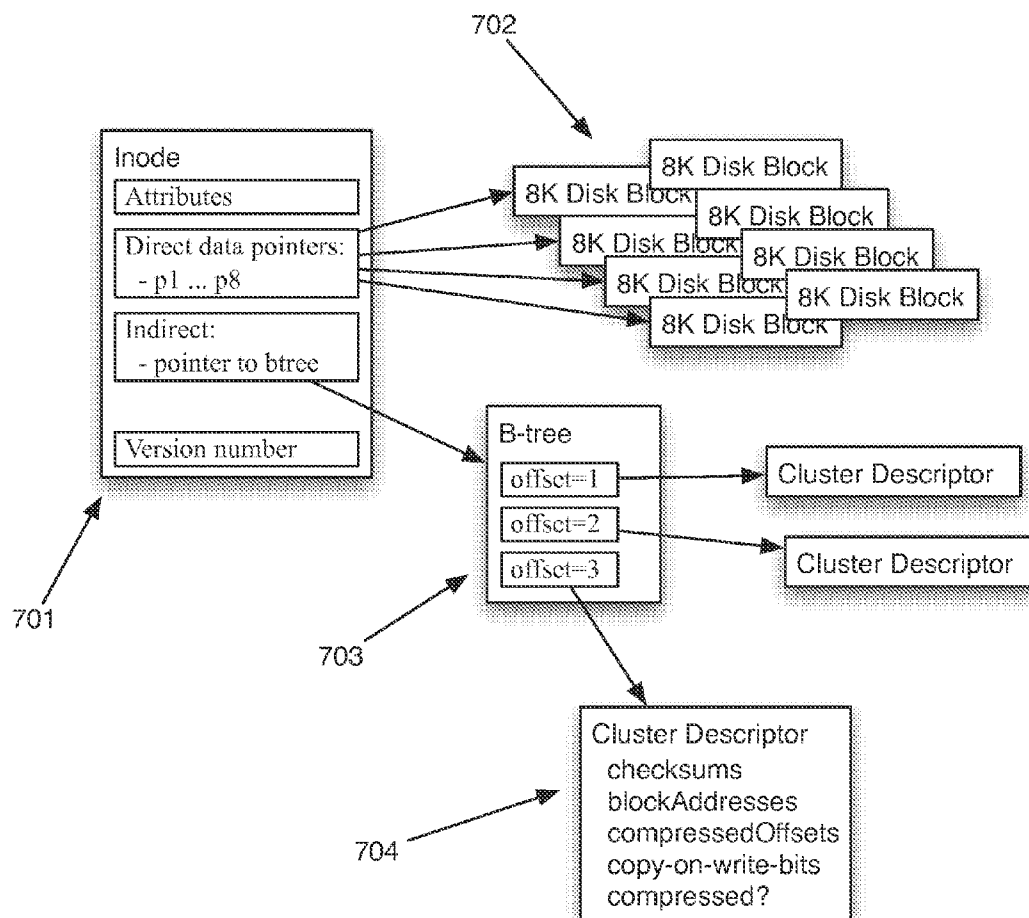 702
Inode
Attributes
Direct data pointers:
- p1 ... p8
Indirect:
- pointer to btree
Version number
701
8K Disk Block
8K Disk Block
8K Disk Block
8K Disk Block
8K Disk Block
8K Disk Block
8K Disk Block
8K Disk Block
B-tree
offset=1
offset=2
offset=3
703
Cluster Descriptor
Cluster Descriptor
Cluster Descriptor
checksums
blockAddresses
compressedOffsets
copy-on-write-bits
compressed?
704